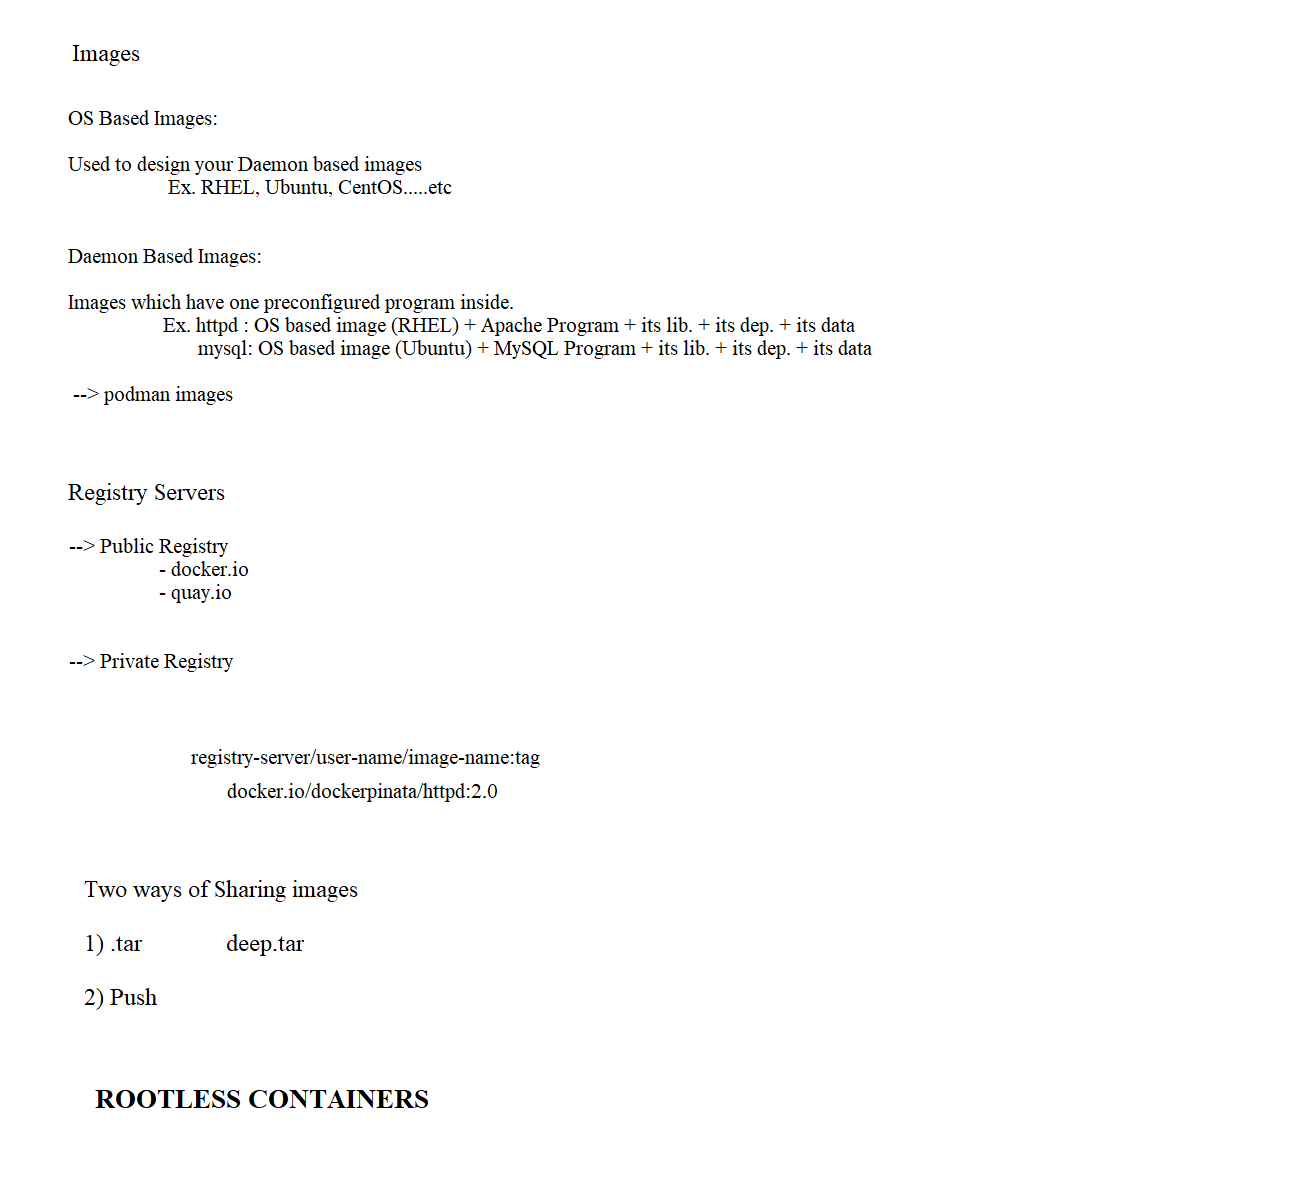 Images
OS Based Images:
Used to design your Daemon based images
Ex. RHEL, Ubuntu, CentOS.....etc
Daemon Based Images:
Images which have one preconfigured program inside.
Ex. httpd : OS based image (RHEL) + Apache Program + its lib. + its dep. + its data
mysql: OS based image (Ubuntu) + MySQL Program + its lib. + its dep. + its data
--> podman images
Registry Servers
--> Public Registry
- docker.io
- quay.io
--> Private Registry
registry-server/user-name/image-name:tag
docker.io/dockerpinata/httpd:2.0
Two ways of Sharing images
1) .tar deep.tar
2) Push
ROOTLESS CONTAINERS